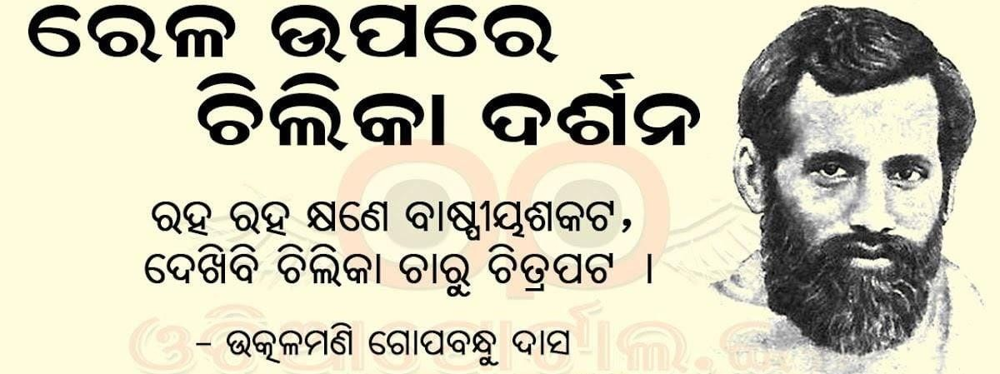 ରେଳ ଉପରେ
ଚିଲିକା ଦର୍ଶନ
ରହ ରହ କ୍ଷଣେ ବାଷ୍ପୀୟଶକଟ,
ଦେଖିବି ଚିଲିକା ଚାରୁ ଚିତ୍ରପଟ ।
- ଉତ୍କଳମଣି ଗୋପବନ୍ଧୁ ଦାସ